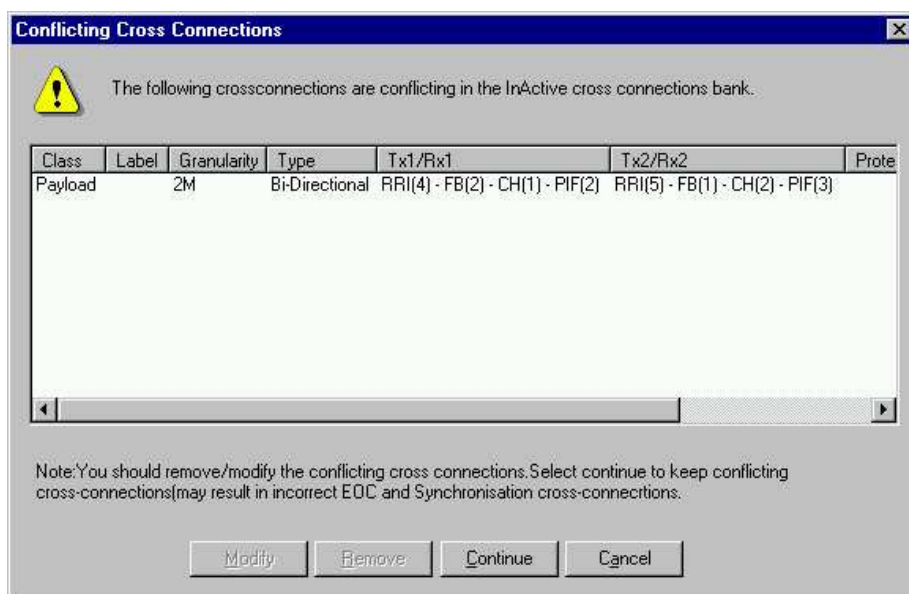 Conflicting Cross Connections
The following crossconnections are conflicting in the InActive cross connections bank.
Class Label Granularity Type Tx1/Rx1 Tx2/Rx2 Prote
Payload 2M Bi-Directional RRI(4) - FB(2) - CH(1) - PIF(2) RRI(5) - FB(1) - CH(2) - PIF(3)
Note:You should remove/modify the conflicting cross connections.Select continue to keep conflicting
cross-connections(may result in incorrect EOC and Synchronisation cross-connecrtions.
Modify Remove Continue Cancel